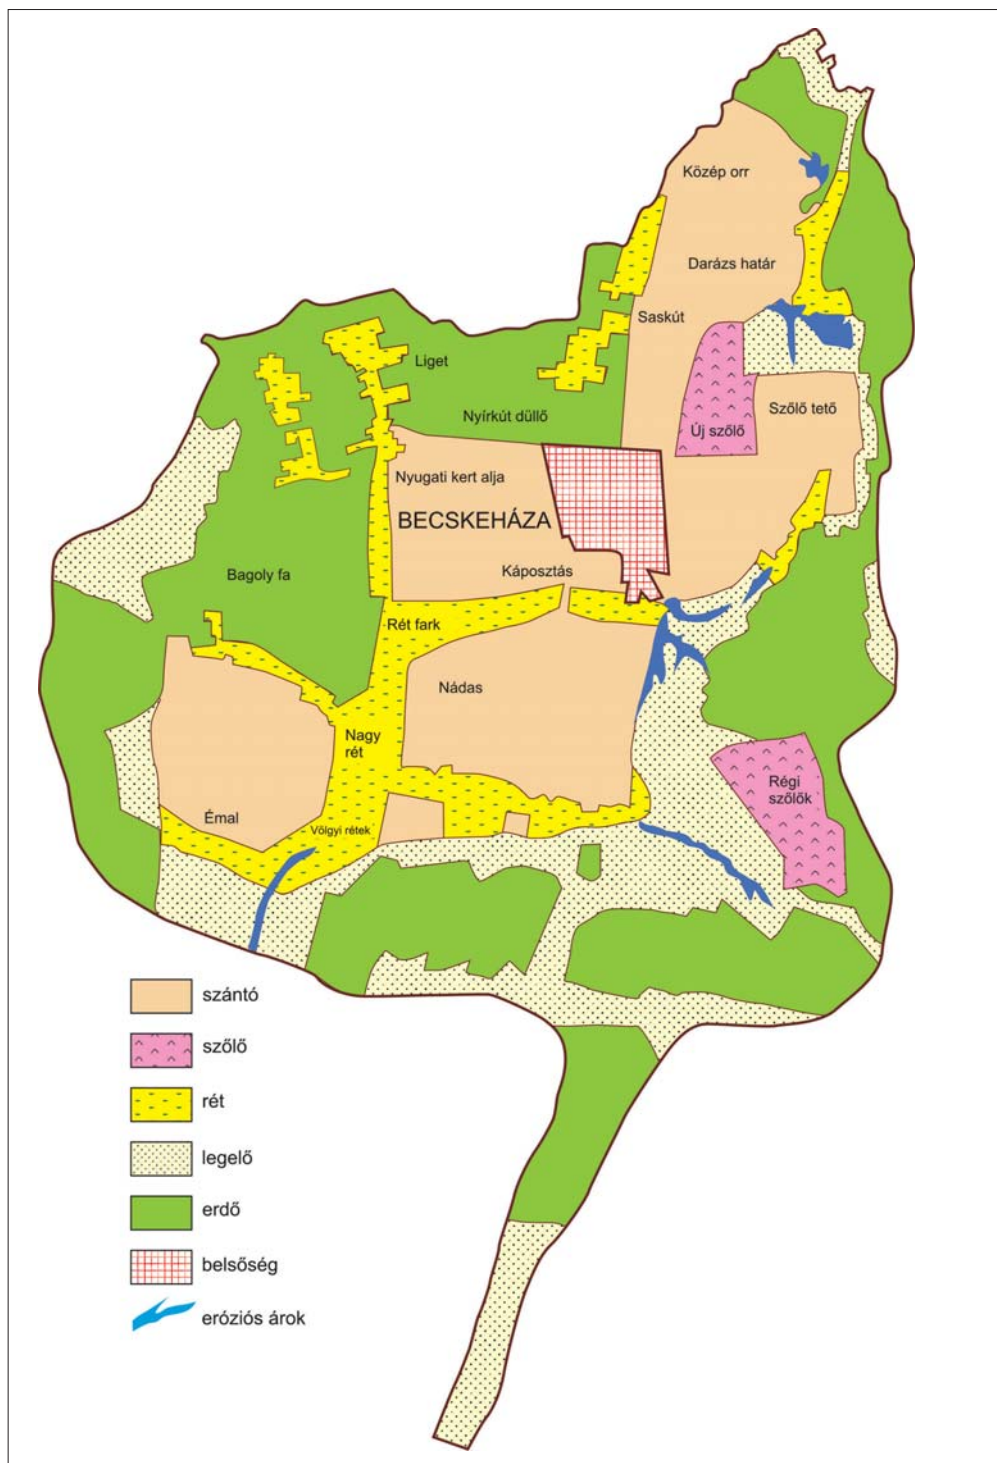 Közép orr
Darázs határ
Saskút
Liget
Szőlő tető
Nyírkút düllő
Új szőlő
Nyugati kert alja
BECSKEHÁZA
Káposztás
Bagoly fa
Rét fark
Nádas
Nagy
rét
Régi
szőlők
Émal
Völgyi rétek
szántó
szőlő
rét
legelő
erdő
belsőség
eróziós árok